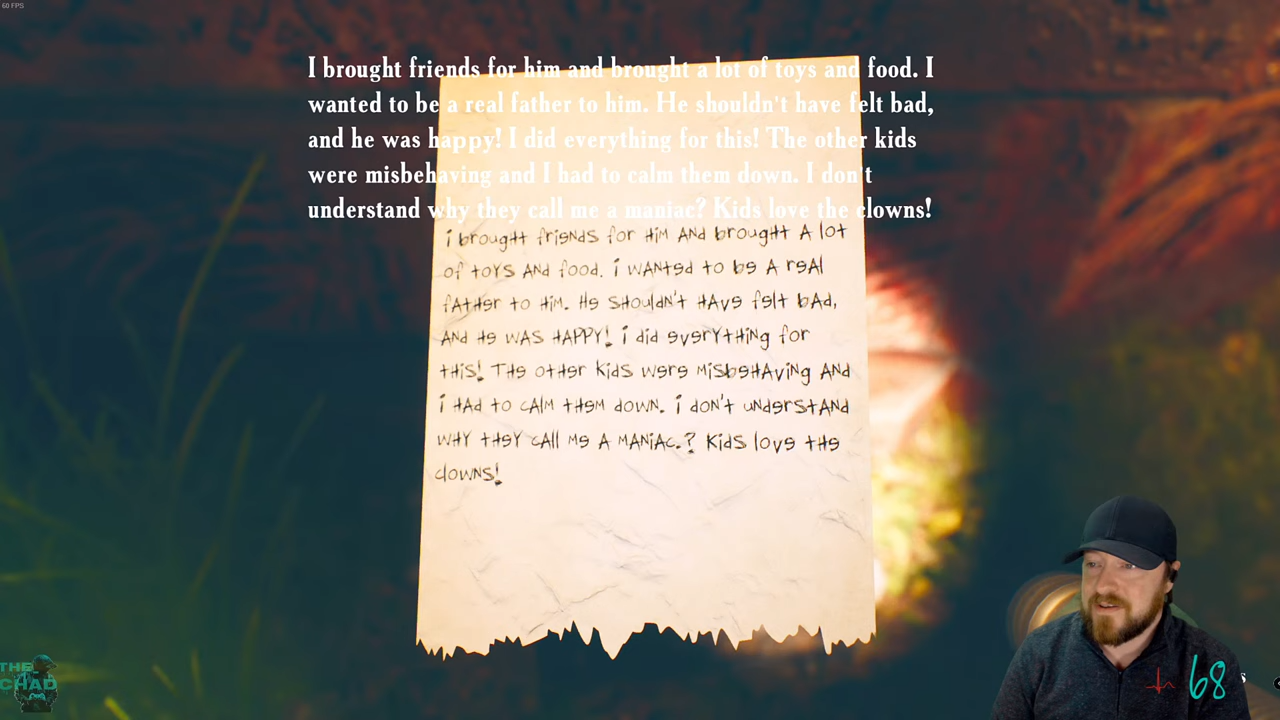 60 FPS
I brought friends for him and brought a lot of toys and food. I
wanted to be a real father to him. He shouldn't have felt bad,
and he was happy! I did everything for this! The other kids
were misbehaving and I had to calm them down. I don't
understand why they call me a maniac? Kids love the clowns!
i brought friends for him and brought a lot
of toys and food. i wanted to be a real
father to him. He shouldn't have felt bad,
and he was happy! i did everything for
this! The other kids were misbehaving and
i had to calm them down. i don't understand
why they call me a maniac.? Kids love the
clowns!
THE
CHAD
68
s